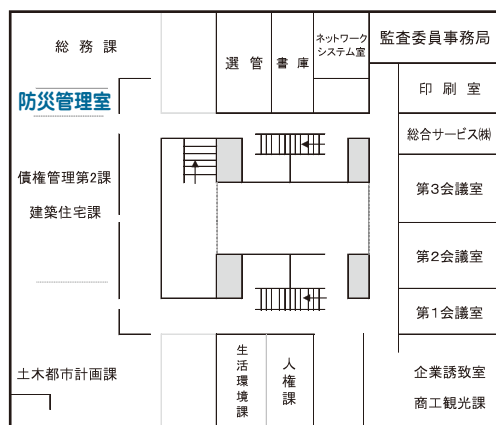 総務課
防災管理室
債権管理第2課
建築住宅課
土木都市計画課
選管
書庫
ネットワーク
システム室
監査委員事務局
印刷室
総合サービス㈱
第3会議室
第2会議室
第1会議室
企業誘致室
商工観光課
生活環境課
人権課